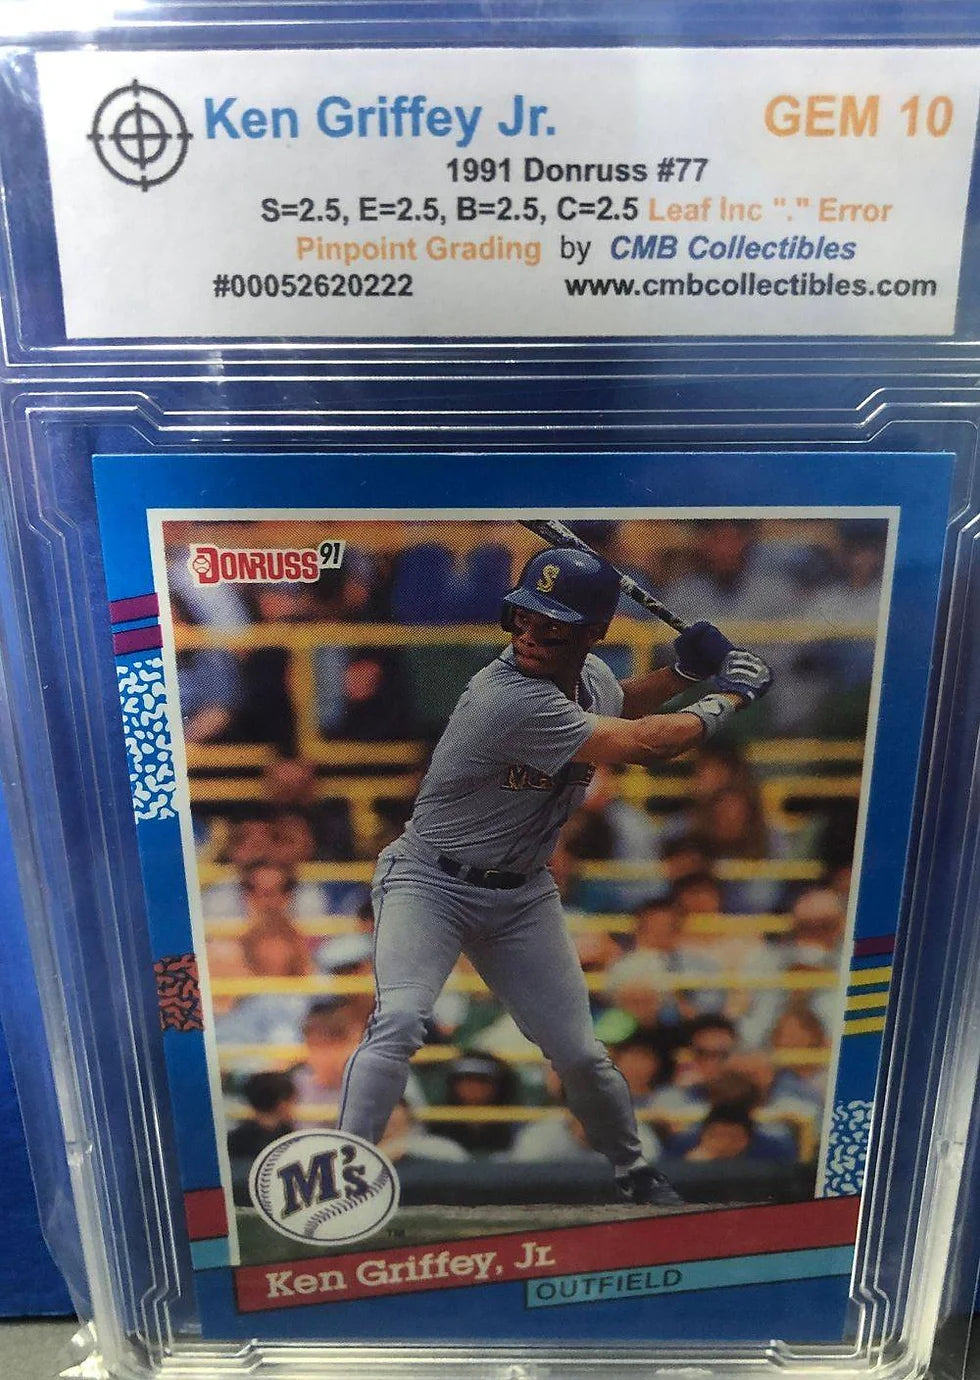 Ken Griffey Jr. GEM 10
1991 Donruss #77
S=2.5, E=2.5, B=2.5, C=2.5 Leaf Inc "." Error
Pinpoint Grading by CMB Collectibles
#00052620222 www.cmbcollectibles.com
DONRUSS 91
S
M's
TM
Ken Griffey, Jr.
OUTFIELD